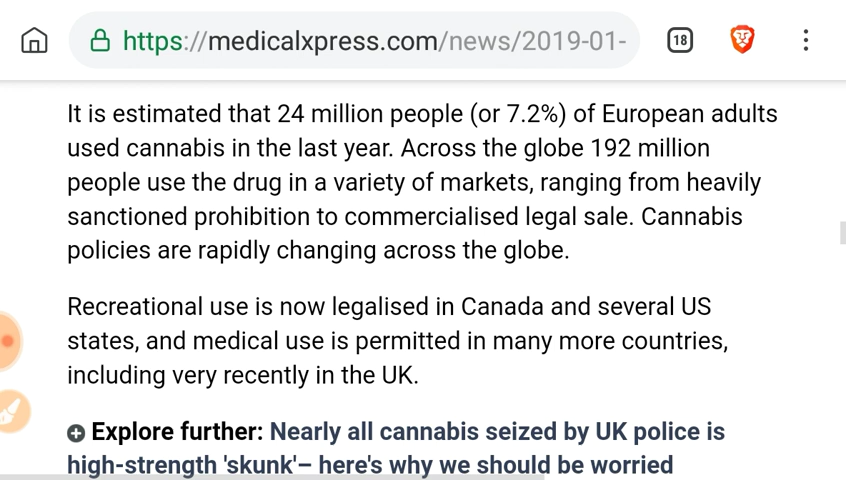 https://medicalxpress.com/news/2019-01-
18
It is estimated that 24 million people (or 7.2%) of European adults
used cannabis in the last year. Across the globe 192 million
people use the drug in a variety of markets, ranging from heavily
sanctioned prohibition to commercialised legal sale. Cannabis
policies are rapidly changing across the globe.
Recreational use is now legalised in Canada and several US
states, and medical use is permitted in many more countries,
including very recently in the UK.
Explore further: Nearly all cannabis seized by UK police is
high-strength 'skunk'– here's why we should be worried